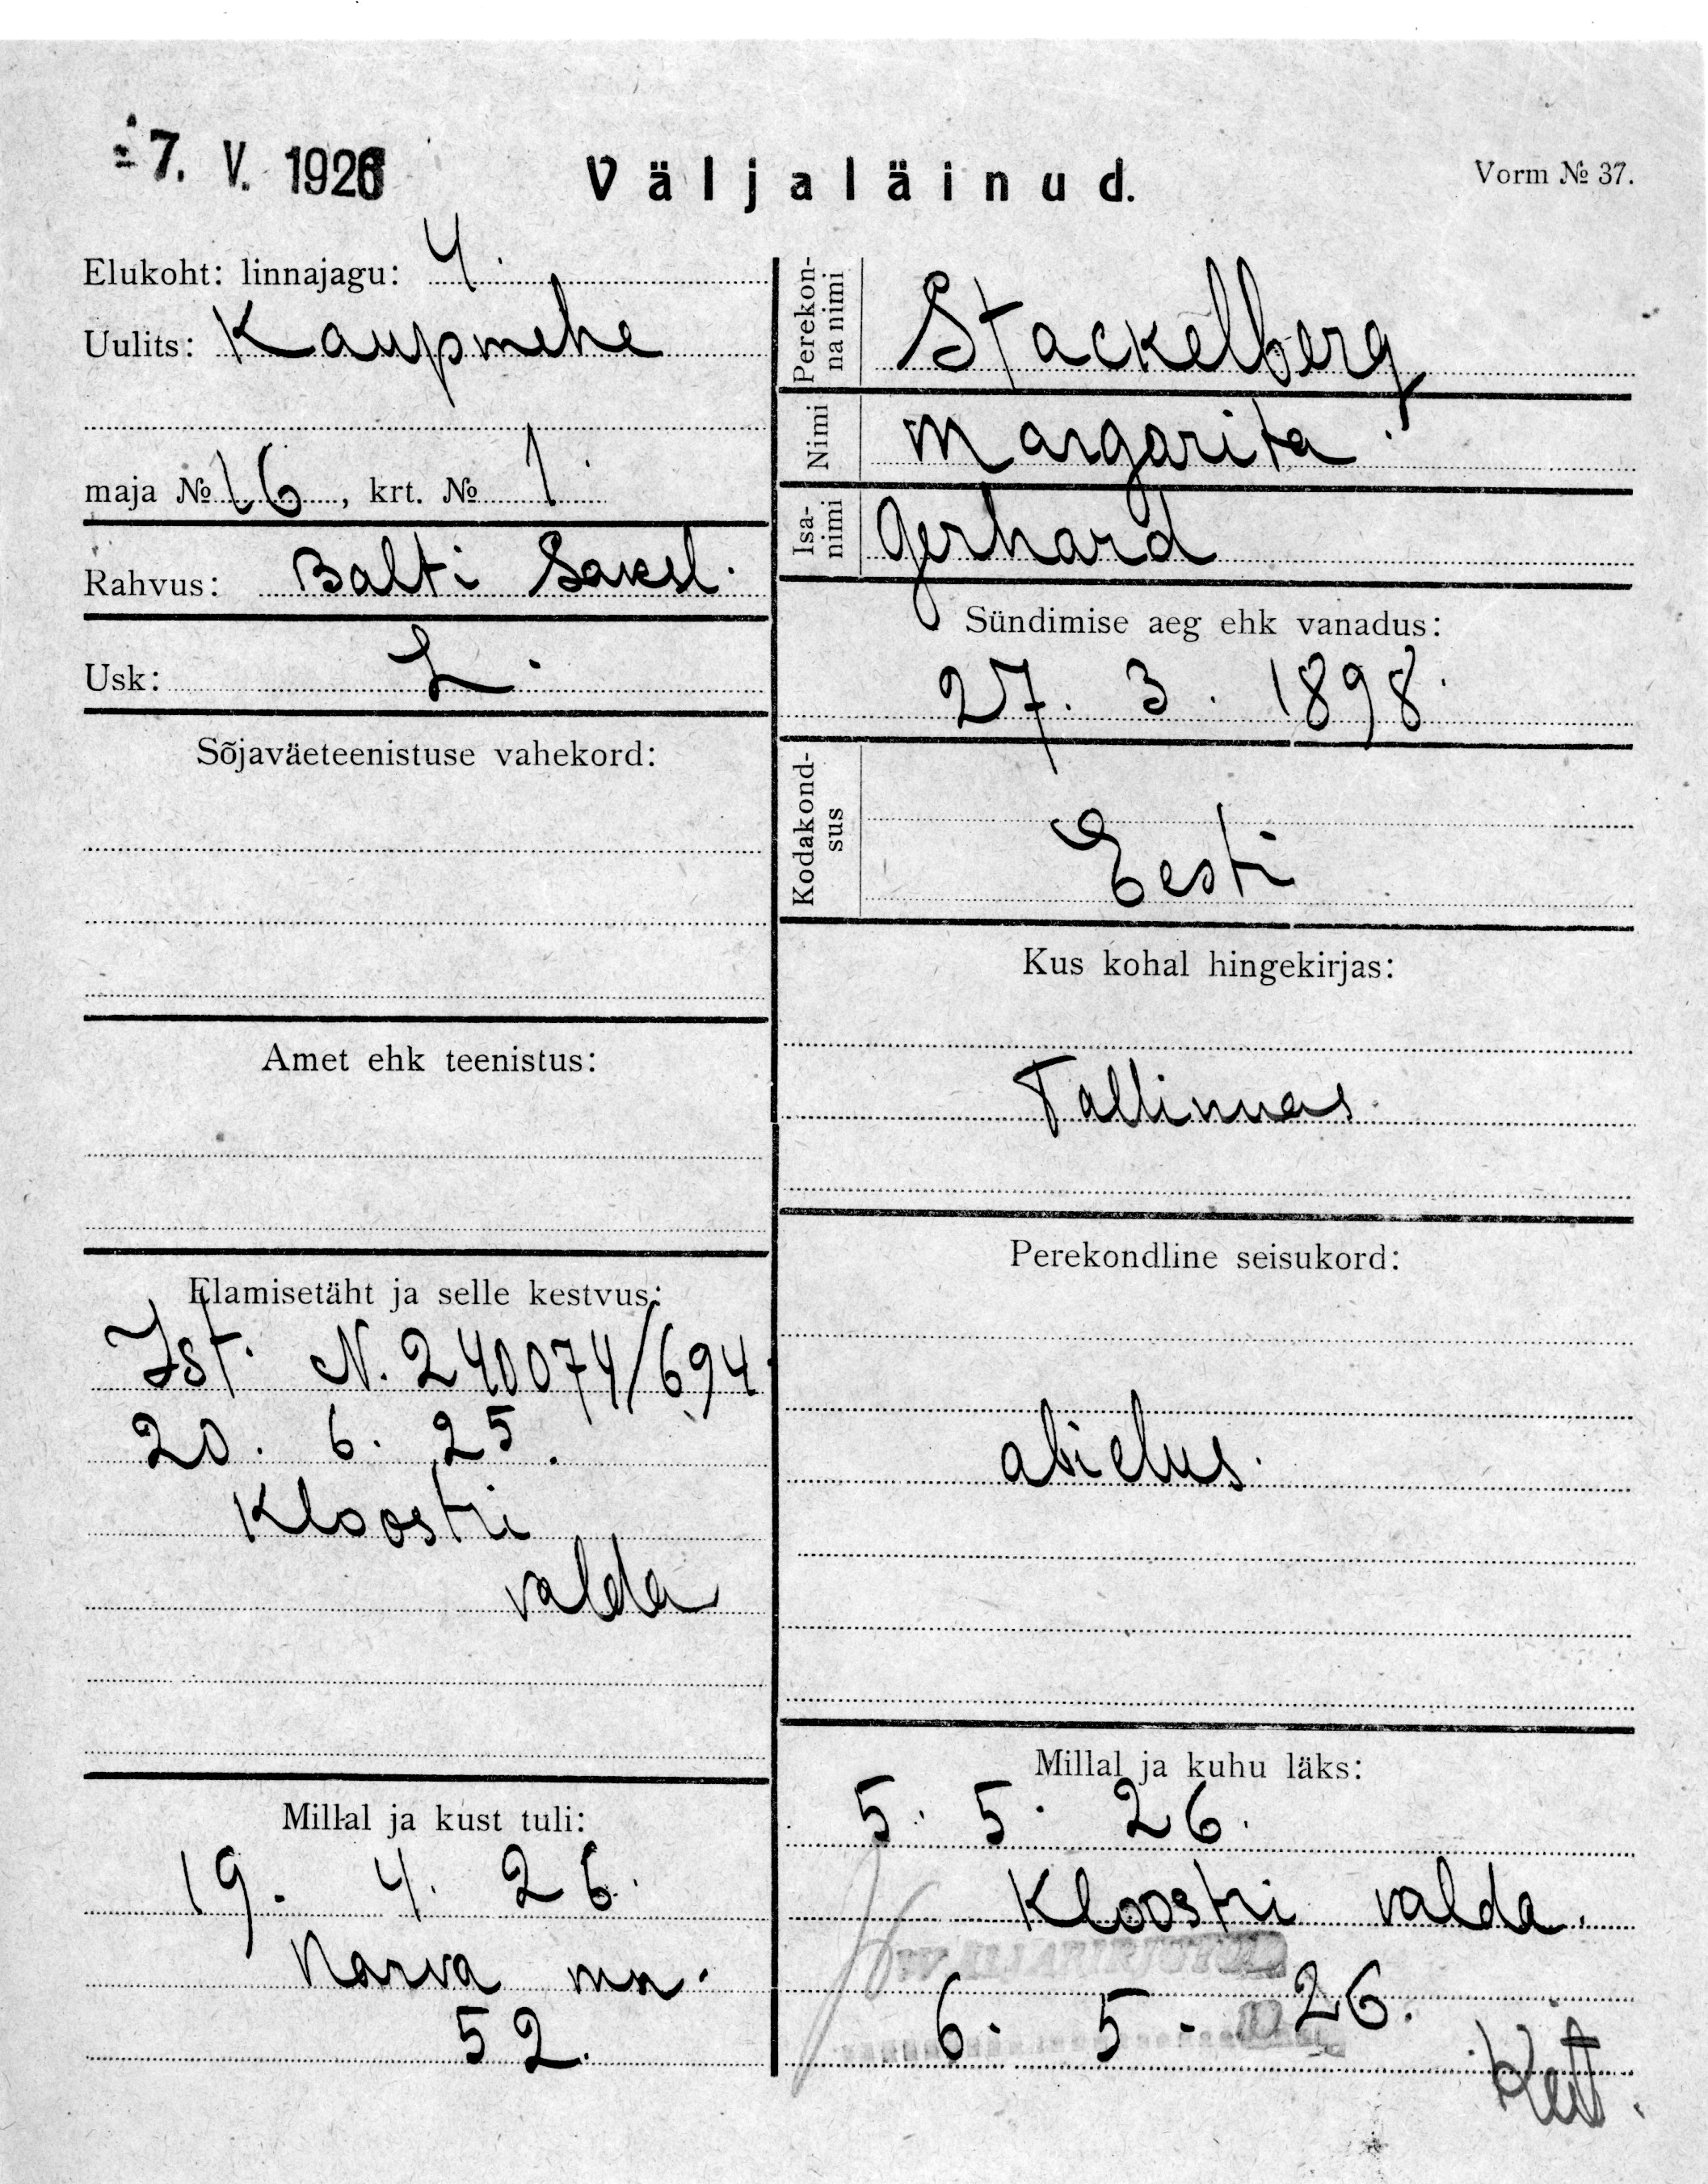 7. V. 1926
Väljaläinud.
Vorm № 37.
Elukoht: linnajagu: 4.
Uulits: Kaupmehe
maja № 16, krt. № 1.
Rahvus: Balti Saksl.
Usk: L.
Sõjaväeteenistuse vahekord:
Amet ehk teenistus:
Elamisetäht ja selle kestvus:
Ist. N. 240074/694.
20. 6. 25.
Kloostri
valda
Millal ja kust tuli:
19. 4. 26.
Narva mn.
52.
Perekon-
na nimi
Stackelberg
Nimi
Margarita.
Isa-
nimi
Gerhard
Sündimise aeg ehk vanadus:
27. 3. 1898.
Kodakond-
sus
Eesti
Kus kohal hingekirjas:
Tallinnas.
Perekondline seisukord:
abielus.
Millal ja kuhu läks:
5. 5. 26.
Kloostri valda.
6. 5. 26.